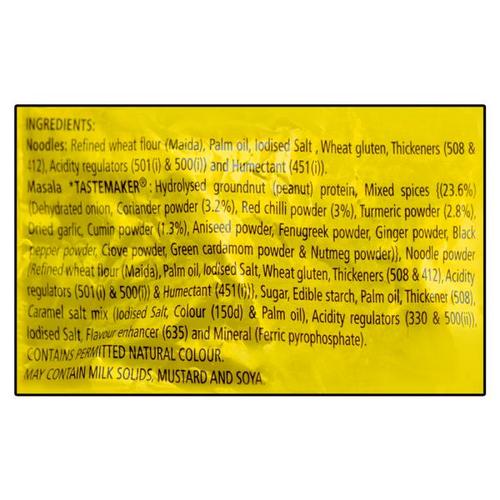 INGREDIENTS:
Noodles: Refined wheat flour (Maida), Palm oil, Iodised Salt , Wheat gluten, Thickeners (508 &
412), Acidity regulators (501(i) & 500(i)) and Humectant (451(i)).
Masala *TASTEMAKER®: Hydrolysed groundnut (peanut) protein, Mixed spices {(23.6%)
(Dehydrated onion, Coriander powder (3.2%), Red chilli powder (3%), Turmeric powder (2.8%),
Dried garlic, Cumin powder (1.3%), Aniseed powder, Fenugreek powder, Ginger powder, Black
pepper powder, Clove powder, Green cardamom powder & Nutmeg powder)}, Noodle powder
(Refined wheat flour (Maida), Palm oil, Iodised Salt, Wheat gluten, Thickeners (508 & 412), Acidity
regulators (501(i) & 500(i)) & Humectant (451(i))}, Sugar, Edible starch, Palm oil, Thickener (508),
Caramel salt mix (Iodised Salt, Colour (150d) & Palm oil), Acidity regulators (330 & 500(ii)),
Iodised Salt, Flavour enhancer (635) and Mineral (Ferric pyrophosphate).
CONTAINS PERMITTED NATURAL COLOUR.
MAY CONTAIN MILK SOLIDS, MUSTARD AND SOYA.